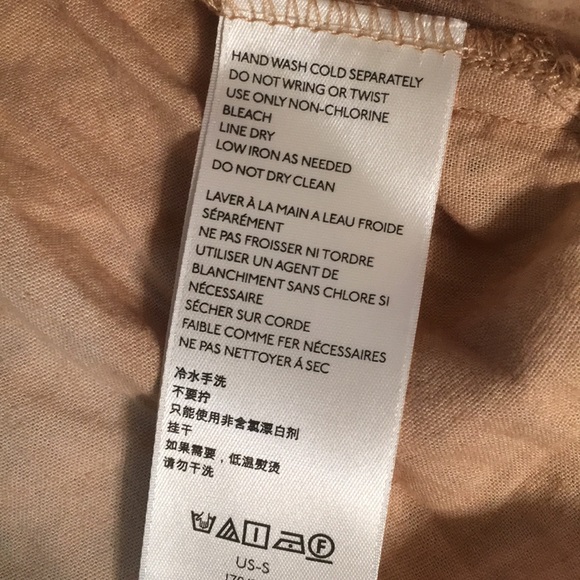 HAND WASH COLD SEPARATELY
DO NOT WRING OR TWIST
USE ONLY NON-CHLORINE
BLEACH
LINE DRY
LOW IRON AS NEEDED
DO NOT DRY CLEAN
LAVER À LA MAIN A LEAU FROIDE
SÉPARÉMENT
NE PAS FROISSER NI TORDRE
UTILISER UN AGENT DE
BLANCHIMENT SANS CHLORE SI
NÉCESSAIRE
SÉCHER SUR CORDE
FAIBLE COMME FER NÉCESSAIRES
NE PAS NETTOYER À SEC
冷水手洗
不要拧
只能使用非含氯漂白剂
挂干
如果需要，低温熨烫
请勿干洗
US-S